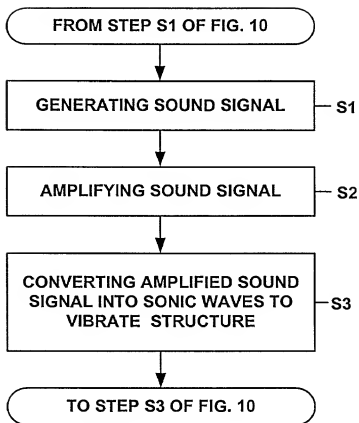 FROM STEP S1 OF FIG. 10
GENERATING SOUND SIGNAL
S1
AMPLIFYING SOUND SIGNAL
S2
CONVERTING AMPLIFIED SOUND
SIGNAL INTO SONIC WAVES TO
VIBRATE STRUCTURE
S3
TO STEP S3 OF FIG. 10